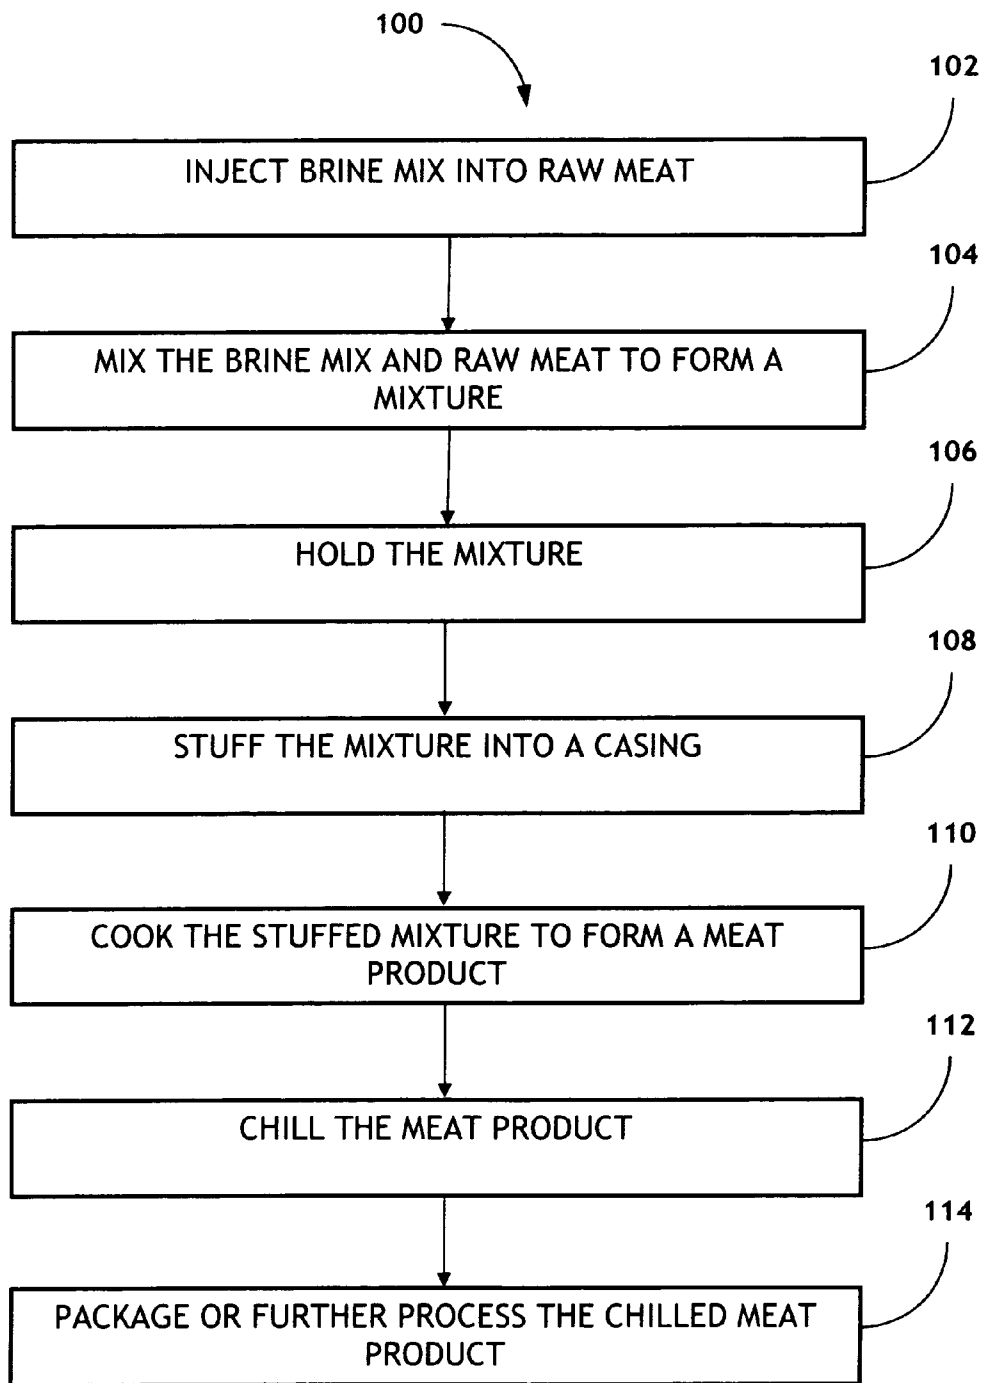 100
102
INJECT BRINE MIX INTO RAW MEAT
104
MIX THE BRINE MIX AND RAW MEAT TO FORM A
MIXTURE
106
HOLD THE MIXTURE
108
STUFF THE MIXTURE INTO A CASING
110
COOK THE STUFFED MIXTURE TO FORM A MEAT
PRODUCT
112
CHILL THE MEAT PRODUCT
114
PACKAGE OR FURTHER PROCESS THE CHILLED MEAT
PRODUCT